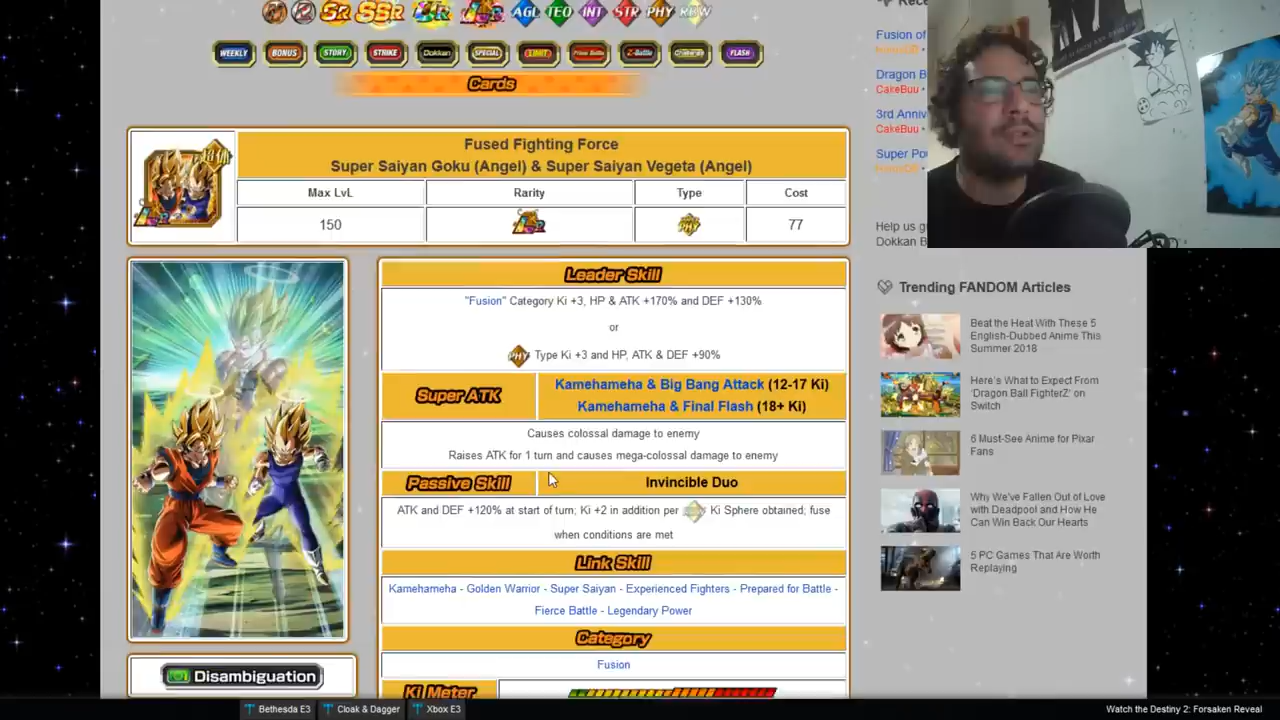 SR SSR UR LR AGL TEQ INT STR PHY RBW
WEEKLY BONUS STORY STRIKE Dokkan SPECIAL LIMIT Z-Battle Challenge FLASH
Cards
Fused Fighting Force
Super Saiyan Goku (Angel) & Super Saiyan Vegeta (Angel)
Max LvL Rarity Type Cost
150 LR PHY 77
Leader Skill
"Fusion" Category Ki +3, HP & ATK +170% and DEF +130%
or
PHY Type Ki +3 and HP, ATK & DEF +90%
Super ATK
Kamehameha & Big Bang Attack (12-17 Ki)
Kamehameha & Final Flash (18+ Ki)
Causes colossal damage to enemy
Raises ATK for 1 turn and causes mega-colossal damage to enemy
Passive Skill Invincible Duo
ATK and DEF +120% at start of turn; Ki +2 in addition per Ki Sphere obtained; fuse
when conditions are met
Link Skill
Kamehameha - Golden Warrior - Super Saiyan - Experienced Fighters - Prepared for Battle -
Fierce Battle - Legendary Power
Category
Fusion
Ki Meter
Disambiguation
Fusion of
Dragon B
CakeBuu •
3rd Anniv
CakeBuu •
Super Po
Help us g
Dokkan B
Trending FANDOM Articles
Beat the Heat With These 5
English-Dubbed Anime This
Summer 2018
Here's What to Expect From
'Dragon Ball FighterZ' on
Switch
6 Must-See Anime for Pixar
Fans
Why We've Fallen Out of Love
with Deadpool and How He
Can Win Back Our Hearts
5 PC Games That Are Worth
Replaying
Bethesda E3 Cloak & Dagger Xbox E3 Watch the Destiny 2: Forsaken Reveal